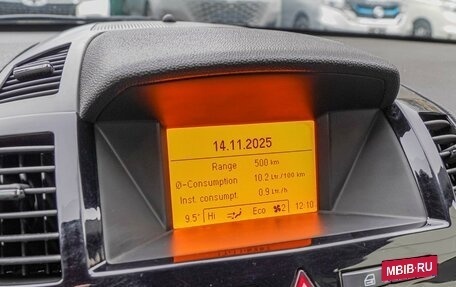 14.11.2025
Range 500 km
Ø-Consumption 10.2 Ltr/100 km
Inst. consumpt. 0.9 Ltr/h
9.5° Hi Eco 2 12:10
MBIB.RU